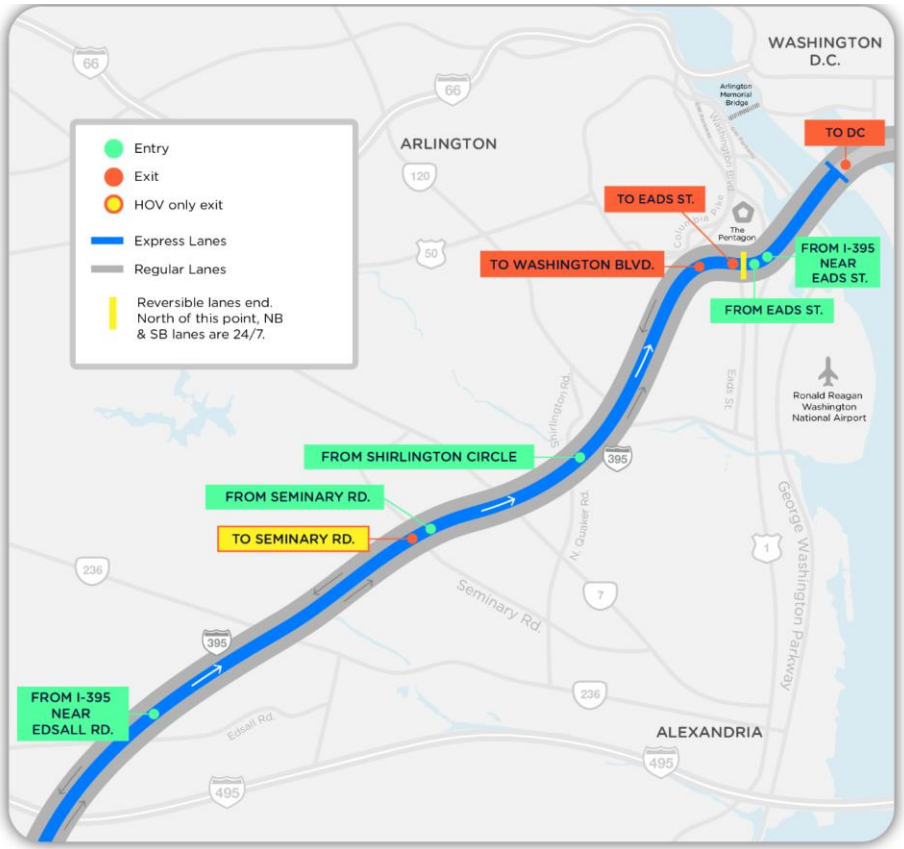 WASHINGTON
D.C.
66
66
Arlington
Memorial
Bridge
Washington Blvd.
GW Parkway
GW Parkway
TO DC
Entry
Exit
HOV only exit
Express Lanes
Regular Lanes
Reversible lanes end.
North of this point, NB
& SB lanes are 24/7.
ARLINGTON
120
50
Columbia Pike
TO EADS ST.
The
Pentagon
TO WASHINGTON BLVD.
FROM I-395
NEAR
EADS ST.
FROM EADS ST.
Eads St.
Ronald Reagan
Washington
National Airport
Shirlington Rd.
FROM SHIRLINGTON CIRCLE
395
FROM SEMINARY RD.
TO SEMINARY RD.
N. Quaker Rd.
George Washington Parkway
1
236
Seminary Rd.
7
395
FROM I-395
NEAR
EDSALL RD.
Edsall Rd.
236
ALEXANDRIA
495
495